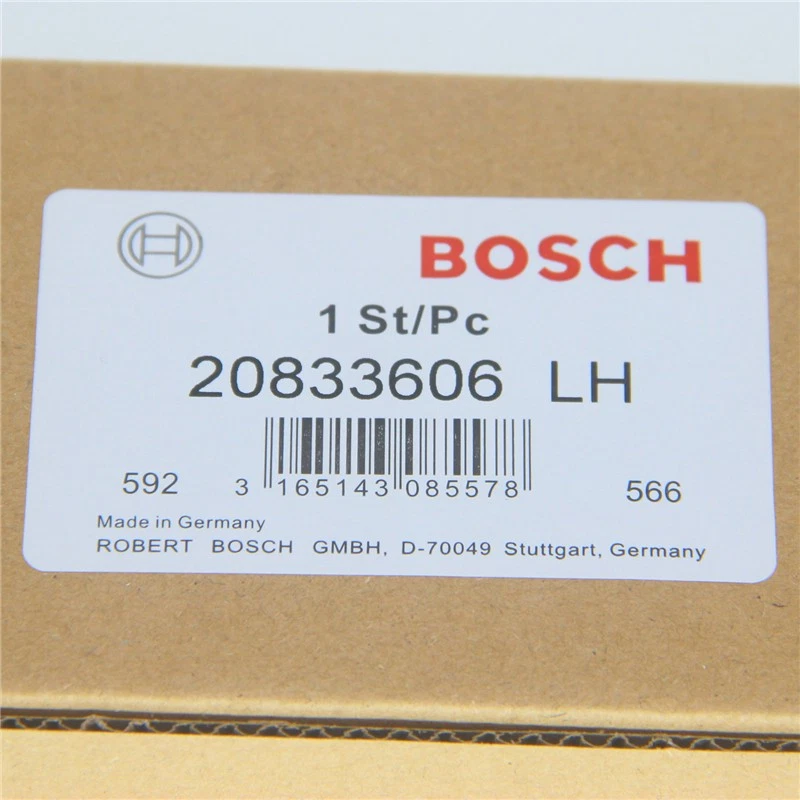 BOSCH
1 St/Pc
20833606 LH
592 3 165143 085578 566
Made in Germany
ROBERT BOSCH GMBH, D-70049 Stuttgart, Germany